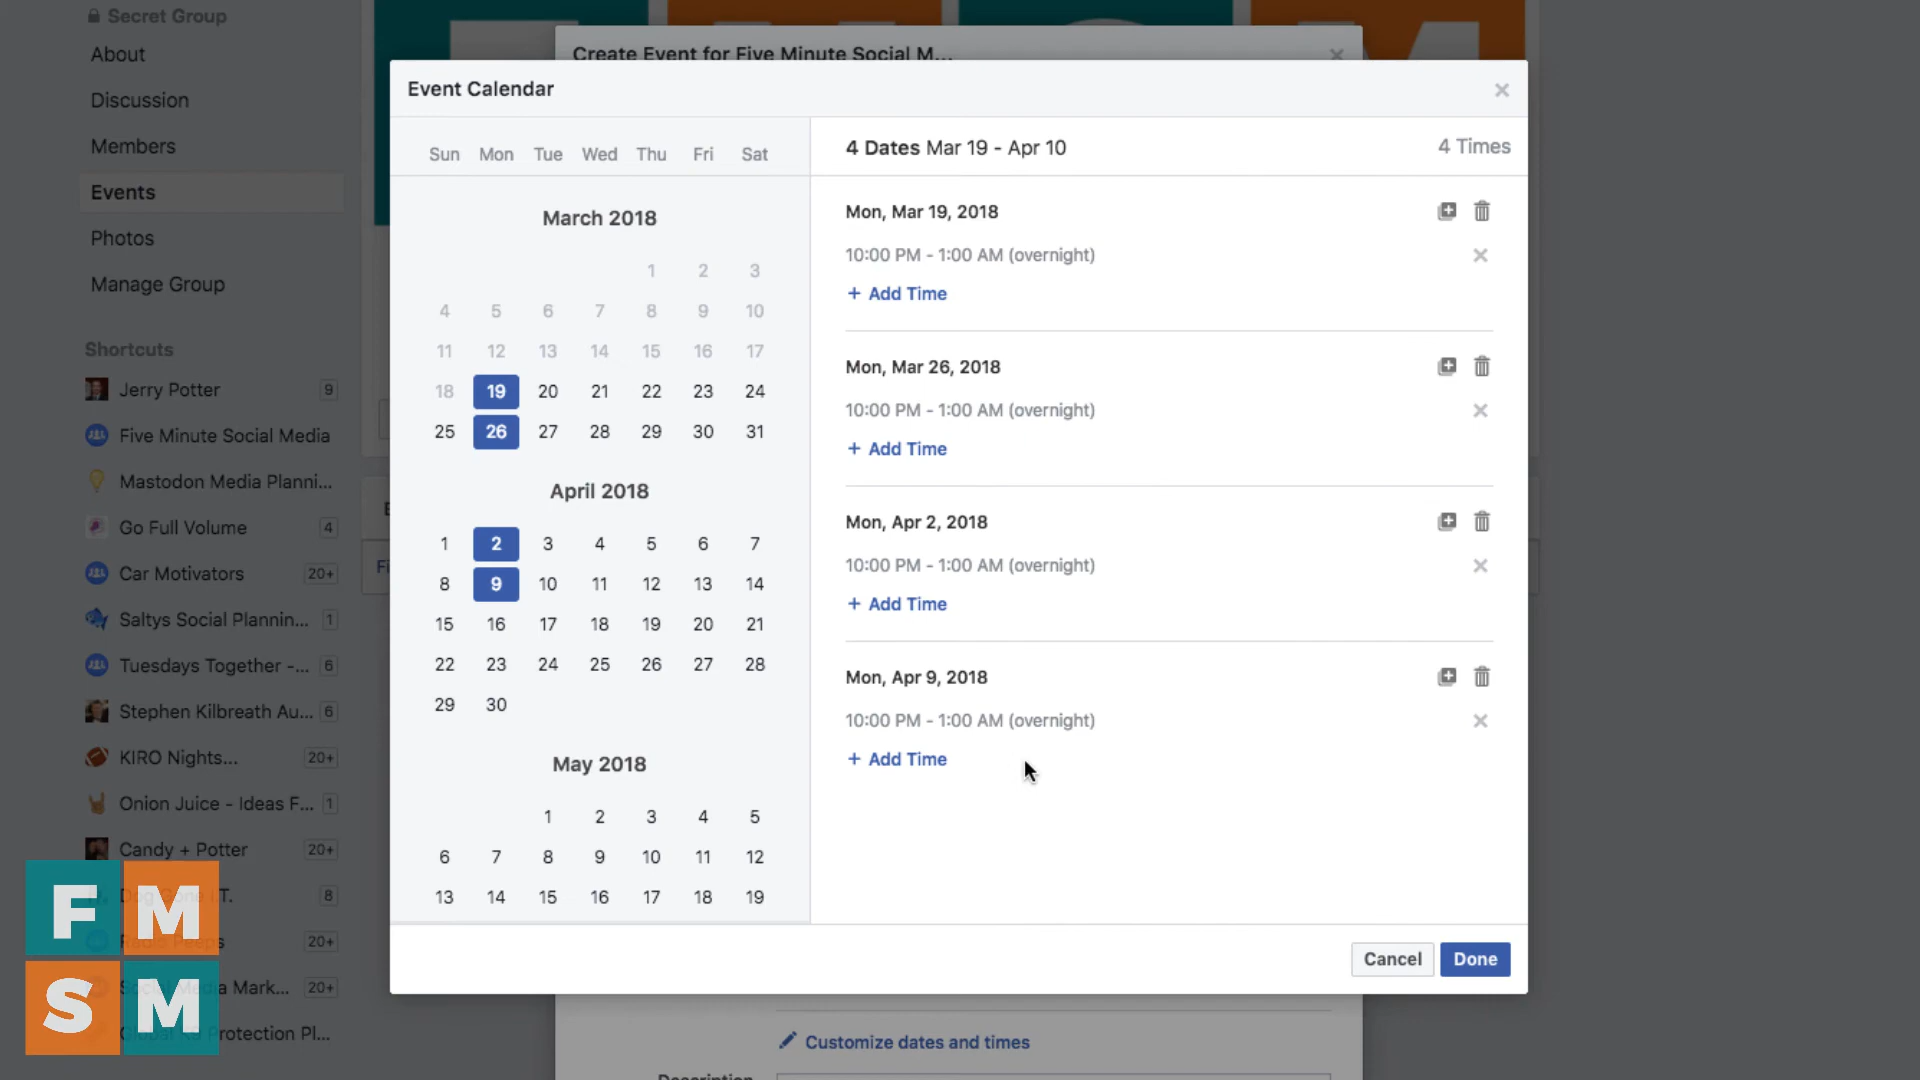 Secret Group
About
Discussion
Members
Events
Photos
Manage Group
Shortcuts
Jerry Potter 9
Five Minute Social Media
Mastodon Media Planni...
Go Full Volume 4
Car Motivators 20+
Saltys Social Plannin... 1
Tuesdays Together -... 6
Stephen Kilbreath Au... 6
KIRO Nights... 20+
Onion Juice - Ideas F... 1
Candy + Potter 20+
Dog Gone I.T. 8
Radio Peeps 20+
Social Media Mark... 20+
Protection Pl...
F M
S M
Create Event for Five Minute Social M...
Event Calendar
Sun Mon Tue Wed Thu Fri Sat
March 2018
1 2 3
4 5 6 7 8 9 10
11 12 13 14 15 16 17
18 19 20 21 22 23 24
25 26 27 28 29 30 31
April 2018
1 2 3 4 5 6 7
8 9 10 11 12 13 14
15 16 17 18 19 20 21
22 23 24 25 26 27 28
29 30
May 2018
1 2 3 4 5
6 7 8 9 10 11 12
13 14 15 16 17 18 19
4 Dates Mar 19 - Apr 10 4 Times
Mon, Mar 19, 2018
10:00 PM - 1:00 AM (overnight)
+ Add Time
Mon, Mar 26, 2018
10:00 PM - 1:00 AM (overnight)
+ Add Time
Mon, Apr 2, 2018
10:00 PM - 1:00 AM (overnight)
+ Add Time
Mon, Apr 9, 2018
10:00 PM - 1:00 AM (overnight)
+ Add Time
Cancel Done
Customize dates and times
Description